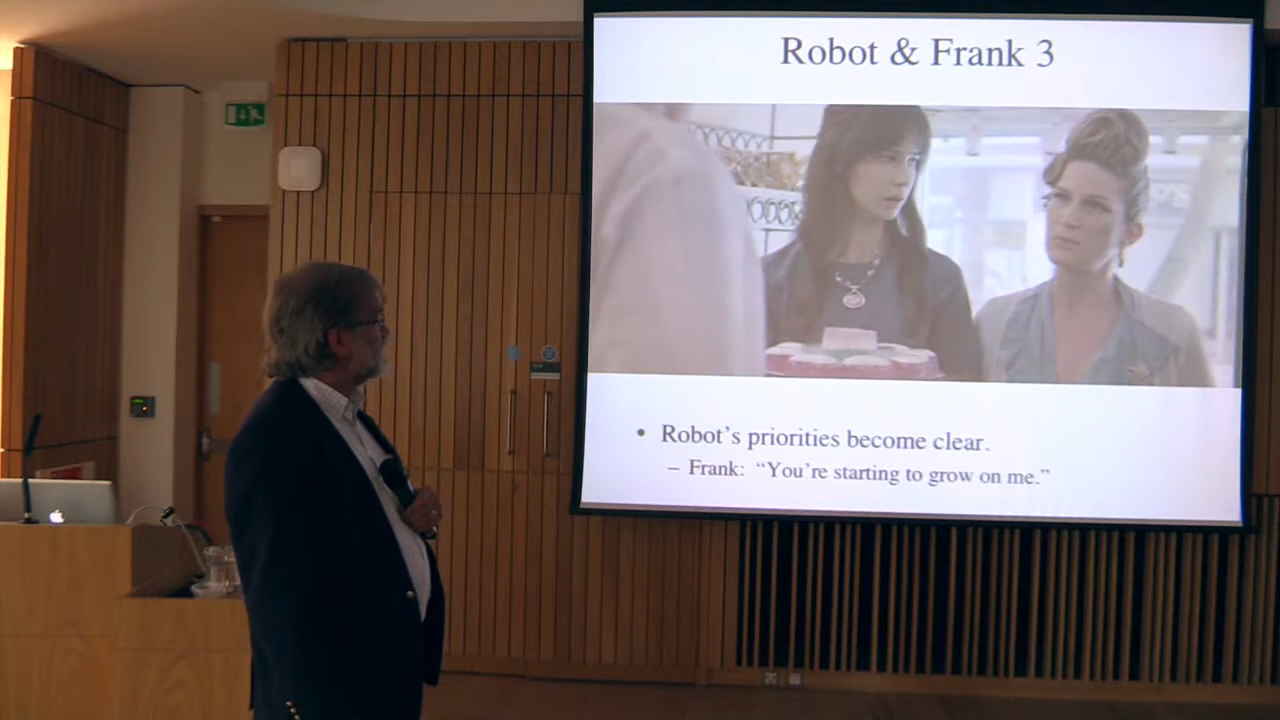 Robot & Frank 3
• Robot's priorities become clear.
– Frank: "You're starting to grow on me."